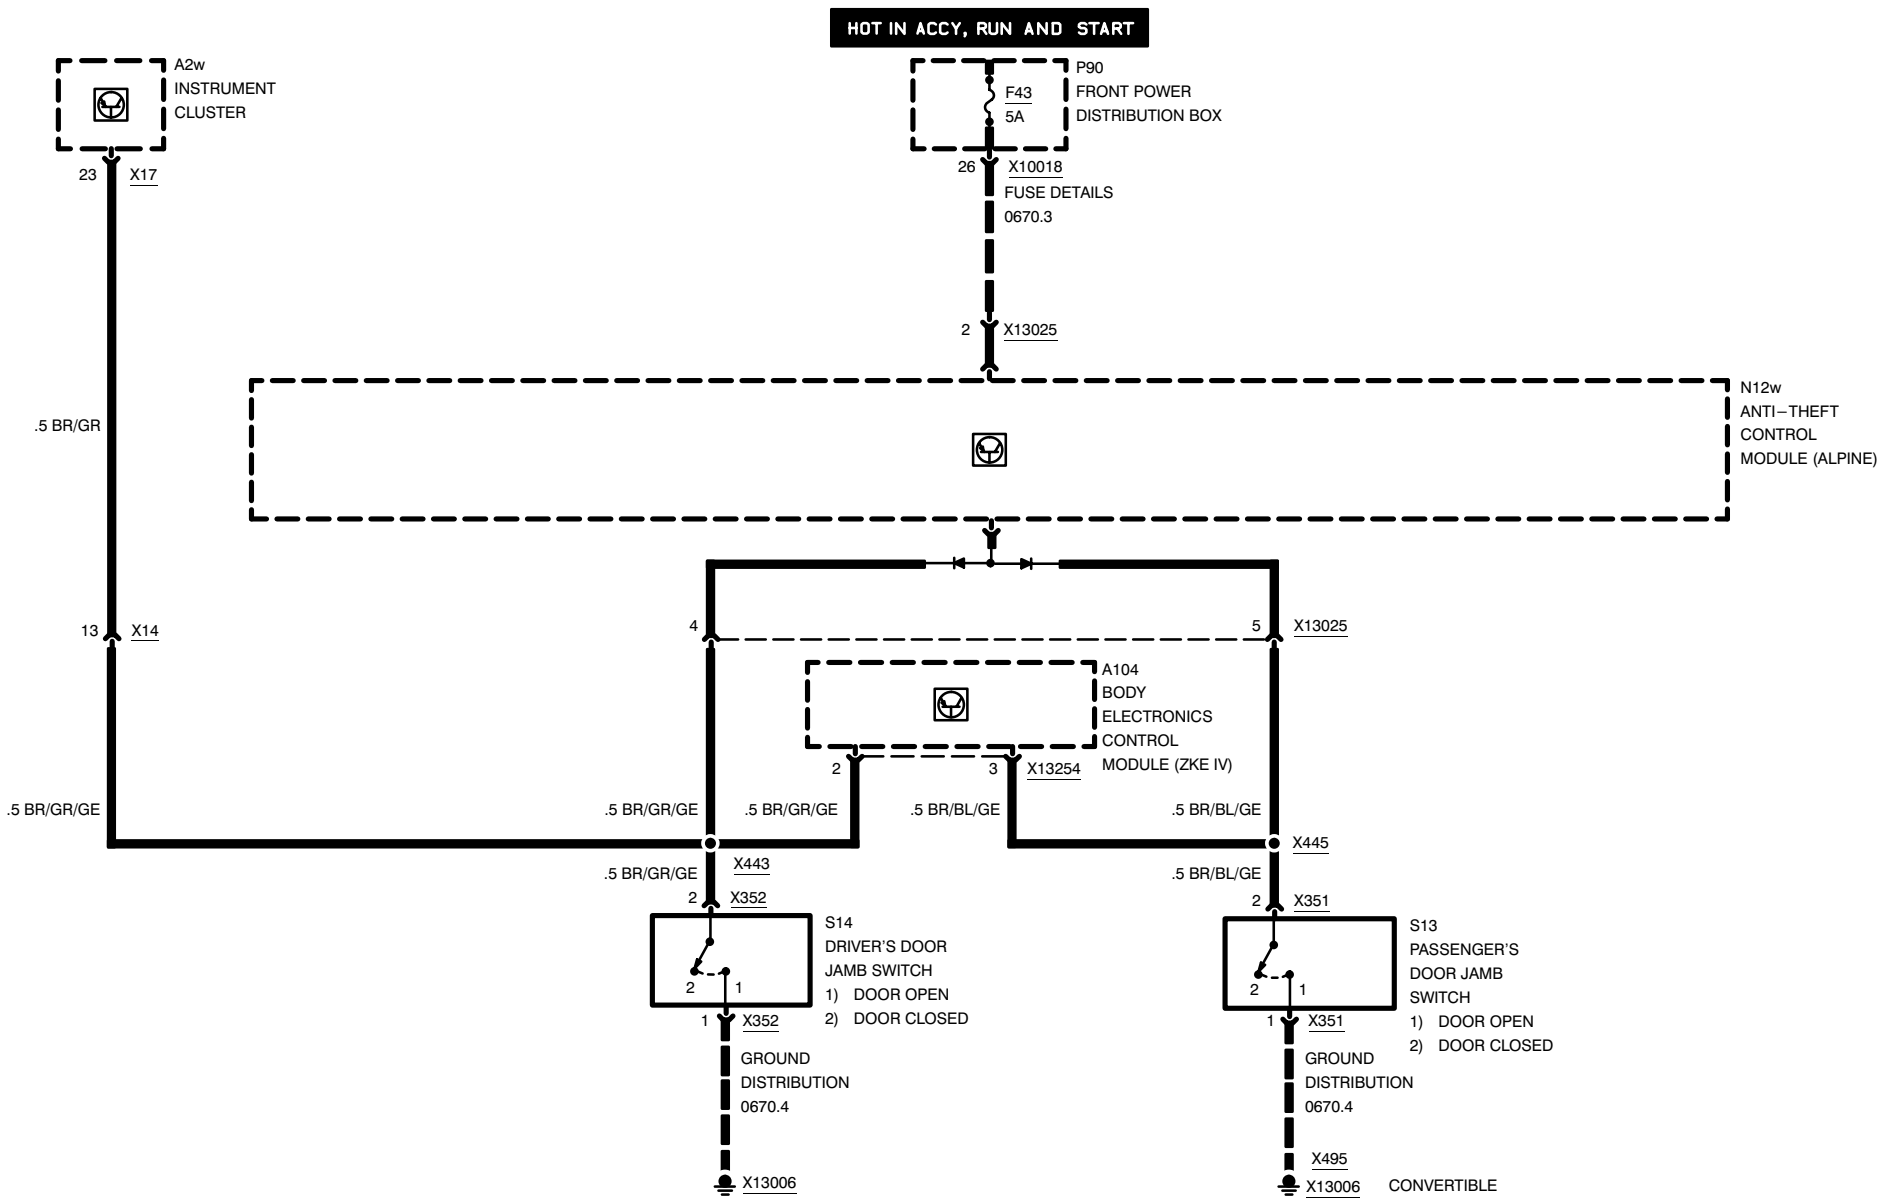 HOT IN ACCY, RUN AND START
A2w
INSTRUMENT
CLUSTER
23 X17
P90
FRONT POWER
DISTRIBUTION BOX
F43
5A
26 X10018
FUSE DETAILS
0670.3
2 X13025
.5 BR/GR
N12w
ANTI–THEFT
CONTROL
MODULE (ALPINE)
13 X14
4
5 X13025
A104
BODY
ELECTRONICS
CONTROL
MODULE (ZKE IV)
2
3 X13254
.5 BR/GR/GE
.5 BR/GR/GE
.5 BR/GR/GE
.5 BR/BL/GE
.5 BR/BL/GE
X443
X445
.5 BR/GR/GE
.5 BR/BL/GE
2 X352
2 X351
S14
DRIVER'S DOOR
JAMB SWITCH
1) DOOR OPEN
2) DOOR CLOSED
2 1
S13
PASSENGER'S
DOOR JAMB
SWITCH
1) DOOR OPEN
2) DOOR CLOSED
2 1
1 X352
GROUND
DISTRIBUTION
0670.4
X13006
1 X351
GROUND
DISTRIBUTION
0670.4
X495
X13006 CONVERTIBLE